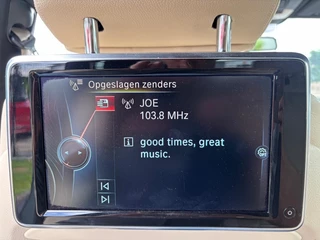 Opgeslagen zenders
JOE
103.8 MHz
good times, great
music.